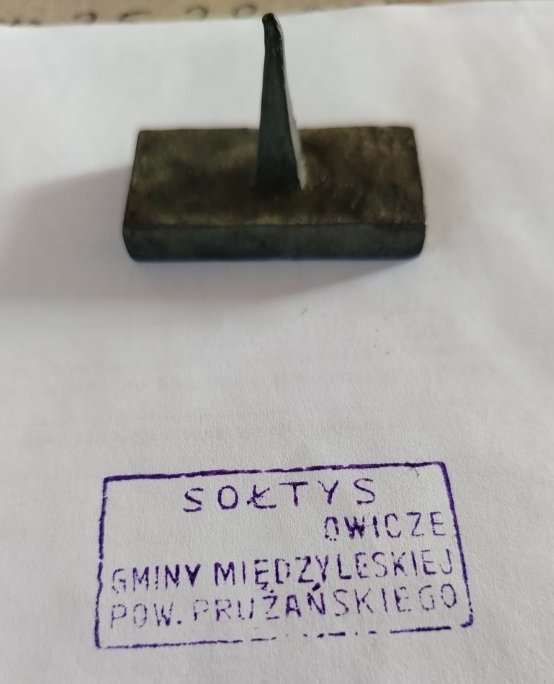 SOŁTYS
OWICZE
GMINY MIĘDZYLESKIEJ
POW. PRUŻAŃSKIEGO